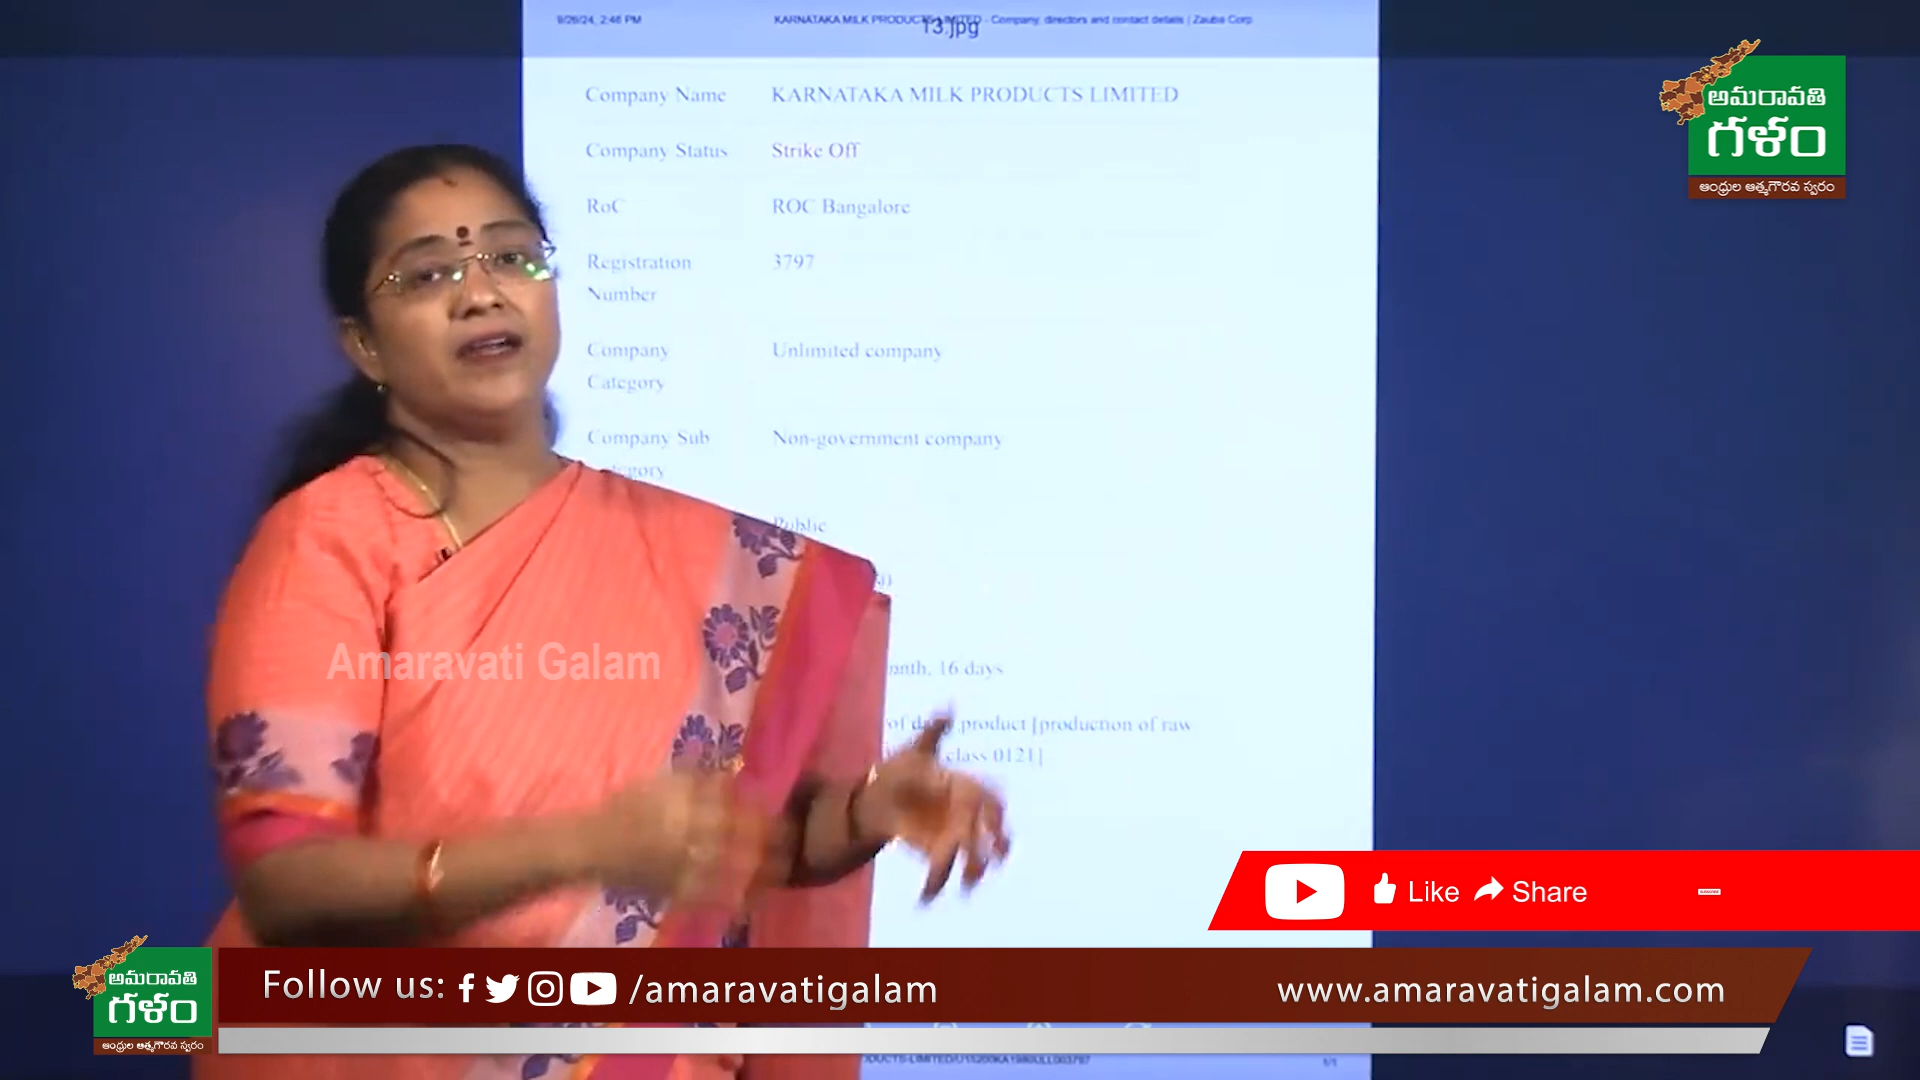 9/26/24, 2:46 PM
KARNATAKA MILK PRODUCTS LIMITED - Company, directors and contact details | Zauba Corp
13.jpg
Company Name KARNATAKA MILK PRODUCTS LIMITED
Company Status Strike Off
RoC ROC Bangalore
Registration Number 3797
Company Category Unlimited company
Company Sub Category Non-government company
Public
16 days
product [production of raw
class 0121]
అమరావతి
గళం
ఆంధ్రుల ఆత్మగౌరవ స్వరం
Amaravati Galam
Like Share
అమరావతి
గళం
ఆంధ్రుల ఆత్మగౌరవ స్వరం
Follow us: /amaravatigalam
www.amaravatigalam.com
1/1